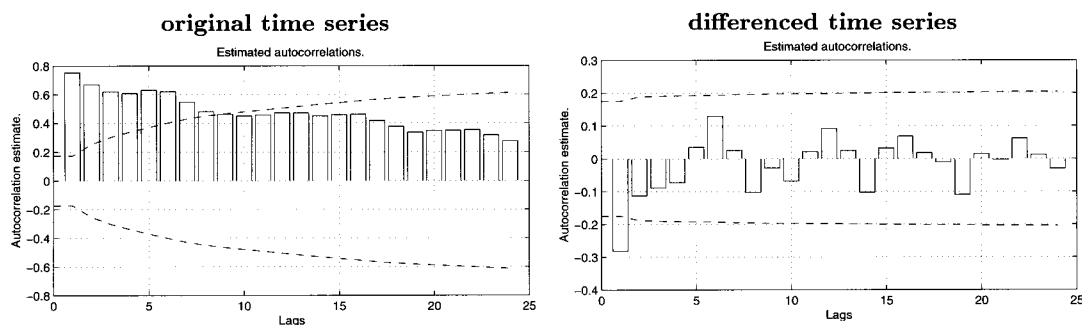 original time series
Estimated autocorrelations.
Autocorrelation estimate.
0.8
0.6
0.4
0.2
0
−0.2
−0.4
−0.6
−0.8
0 5 10 15 20 25
Lags
differenced time series
Estimated autocorrelations.
Autocorrelation estimate.
0.3
0.2
0.1
0
−0.1
−0.2
−0.3
−0.4
0 5 10 15 20 25
Lags